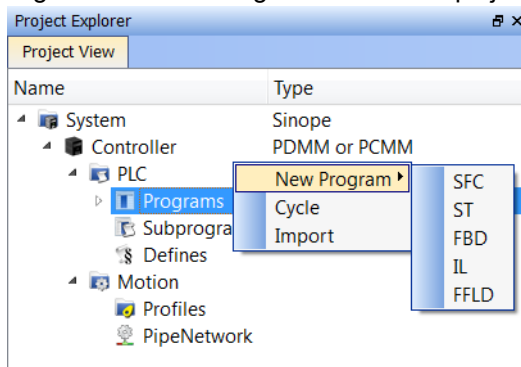 Project Explorer
Project View
Name Type
System Sinope
Controller PDMM or PCMM
PLC
Programs
Subprogra
Defines
Motion
Profiles
PipeNetwork
New Program
Cycle
Import
SFC
ST
FBD
IL
FFLD